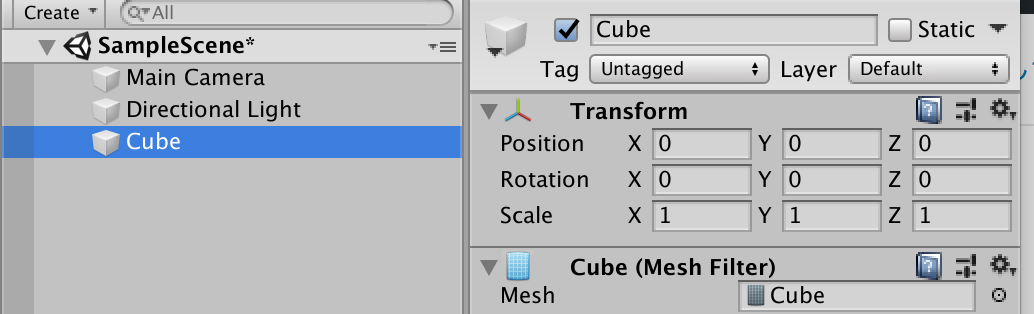 Create
All
SampleScene*
Main Camera
Directional Light
Cube
Cube
Static
Tag Untagged Layer Default
Transform
Position X 0 Y 0 Z 0
Rotation X 0 Y 0 Z 0
Scale X 1 Y 1 Z 1
Cube (Mesh Filter)
Mesh Cube